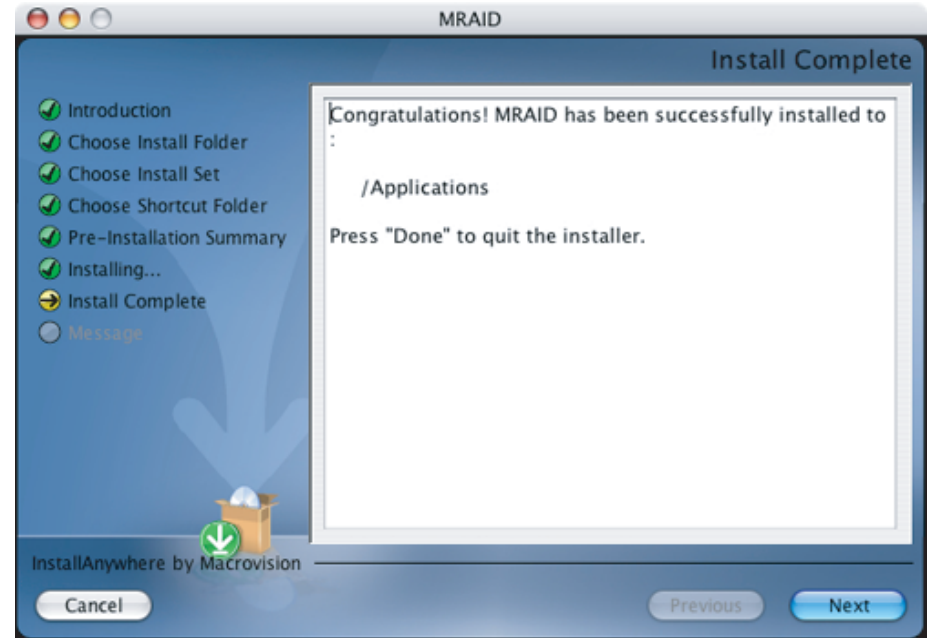 MRAID
Install Complete
Introduction
Choose Install Folder
Choose Install Set
Choose Shortcut Folder
Pre-Installation Summary
Installing...
Install Complete
Message
Congratulations! MRAID has been successfully installed to
:
/Applications
Press "Done" to quit the installer.
InstallAnywhere by Macrovision
Cancel
Previous
Next